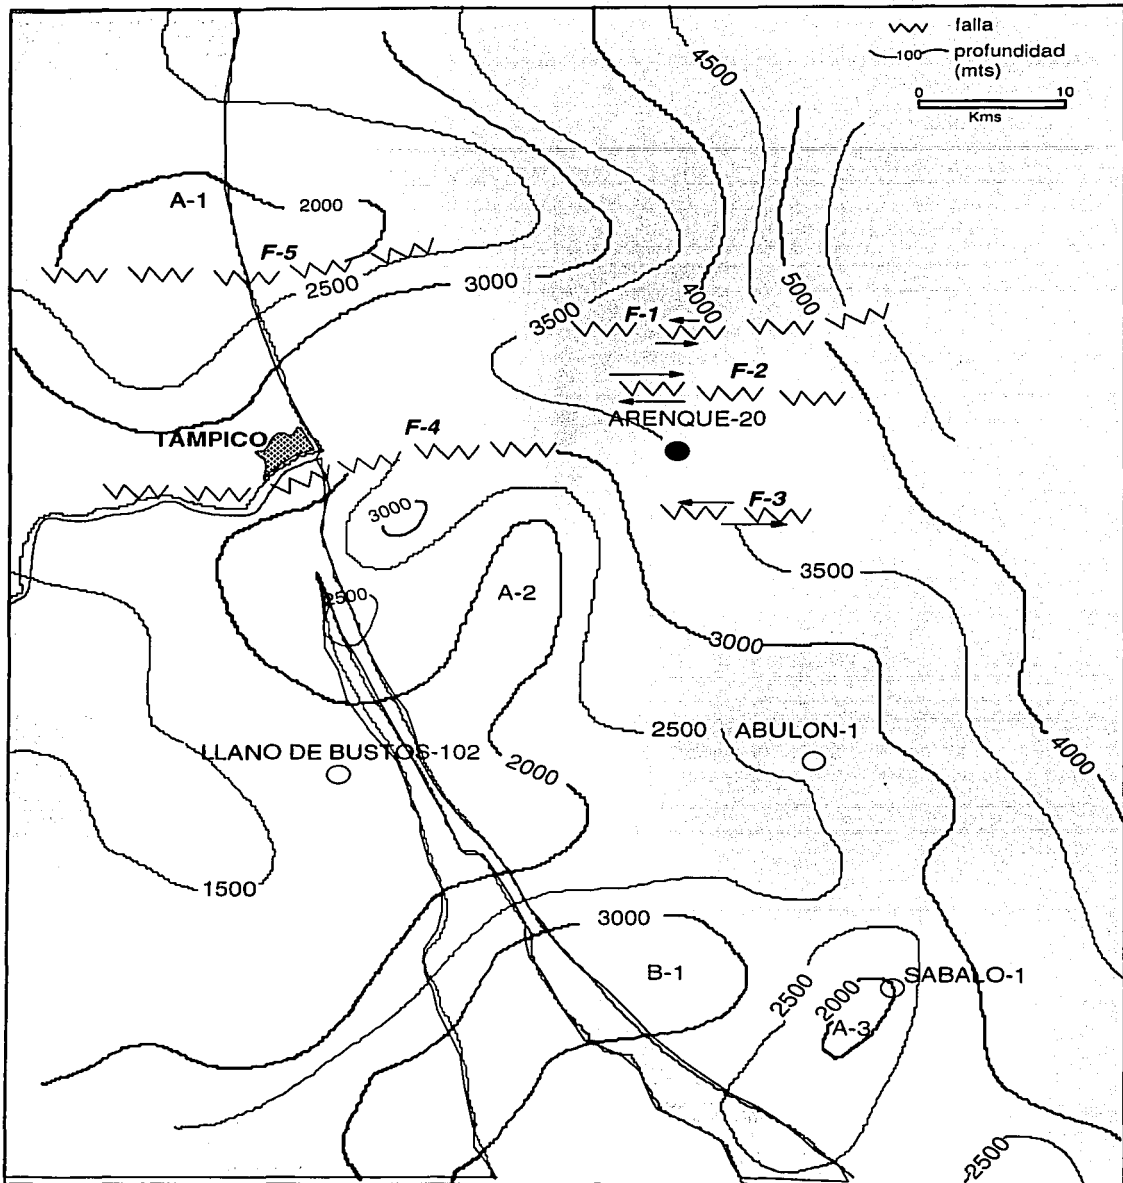 falla
100 profundidad
(mts)
0 10
Kms
4500
A-1
2000
F-5
2500
3000
3500
F-1
4000
5000
F-2
ARENQUE-20
TAMPICO
F-4
3000
F-3
3500
2500
A-2
3000
2500
ABULON-1
LLANO DE BUSTOS-102
2000
4000
1500
3000
B-1
2500
2000
SABALO-1
A-3
2500